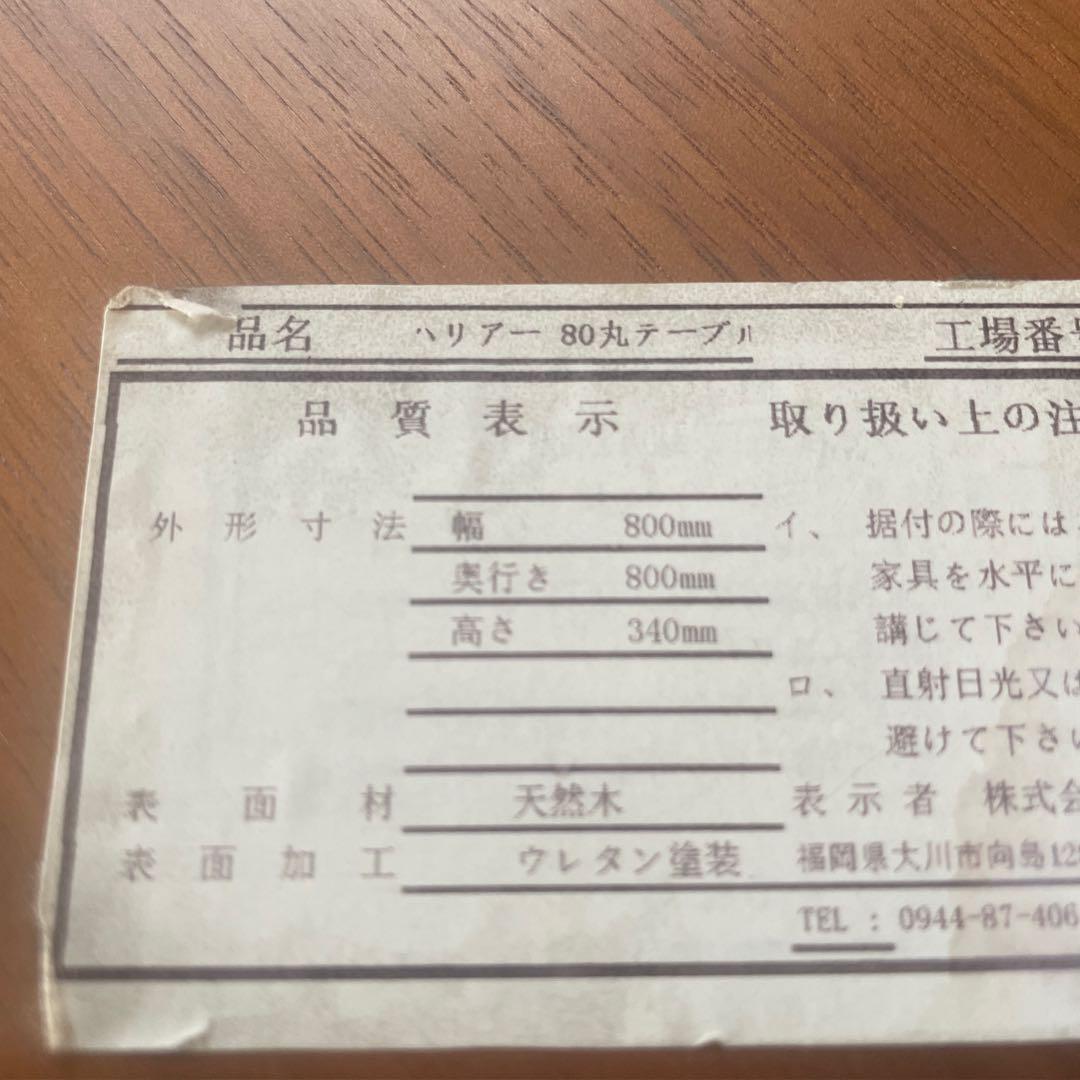 品名 ハリアー 80丸テーブル 工場番号
品質表示 取り扱い上の注
外形寸法 幅 800mm イ、 据付の際には
奥行き 800mm 家具を水平に
高さ 340mm 講じて下さい
ロ、 直射日光又は
避けて下さい
表面材 天然木 表示者 株式会
表面加工 ウレタン塗装 福岡県大川市向島12
TEL : 0944-87-406